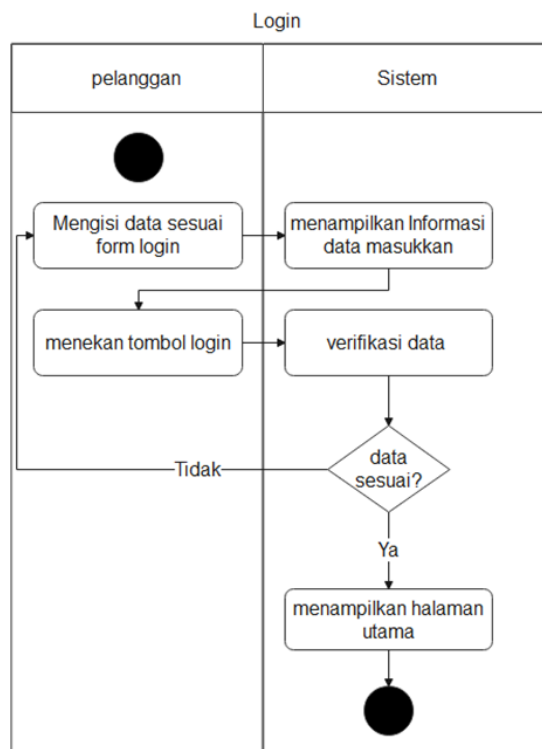 Login
pelanggan
Sistem
Mengisi data sesuai
form login
menampilkan Informasi
data masukkan
menekan tombol login
verifikasi data
data
sesuai?
Tidak
Ya
menampilkan halaman
utama